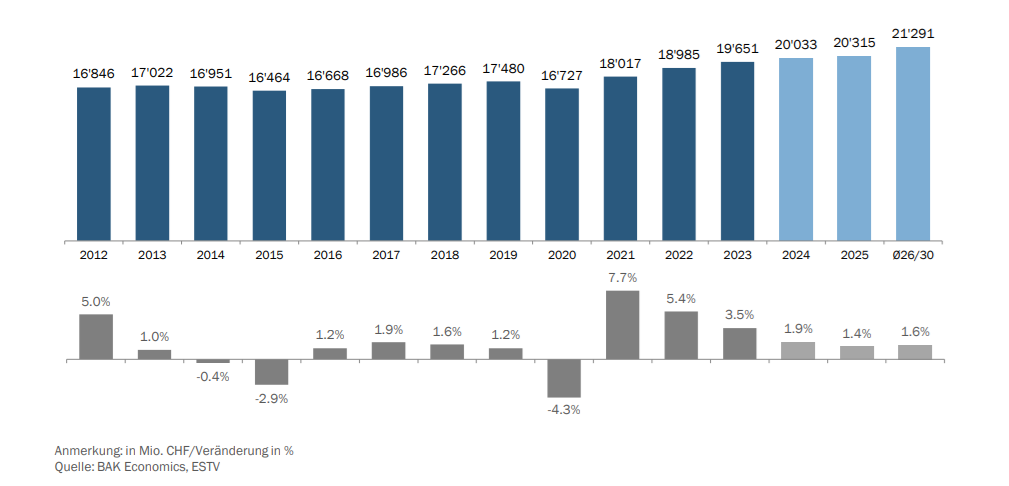 16'846 17'022 16'951 16'464 16'668 16'986 17'266 17'480 16'727 18'017 18'985 19'651 20'033 20'315 21'291
2012 2013 2014 2015 2016 2017 2018 2019 2020 2021 2022 2023 2024 2025 Ø26/30
5.0% 1.0% -0.4% -2.9% 1.2% 1.9% 1.6% 1.2% -4.3% 7.7% 5.4% 3.5% 1.9% 1.4% 1.6%
Anmerkung: in Mio. CHF/Veränderung in %
Quelle: BAK Economics, ESTV